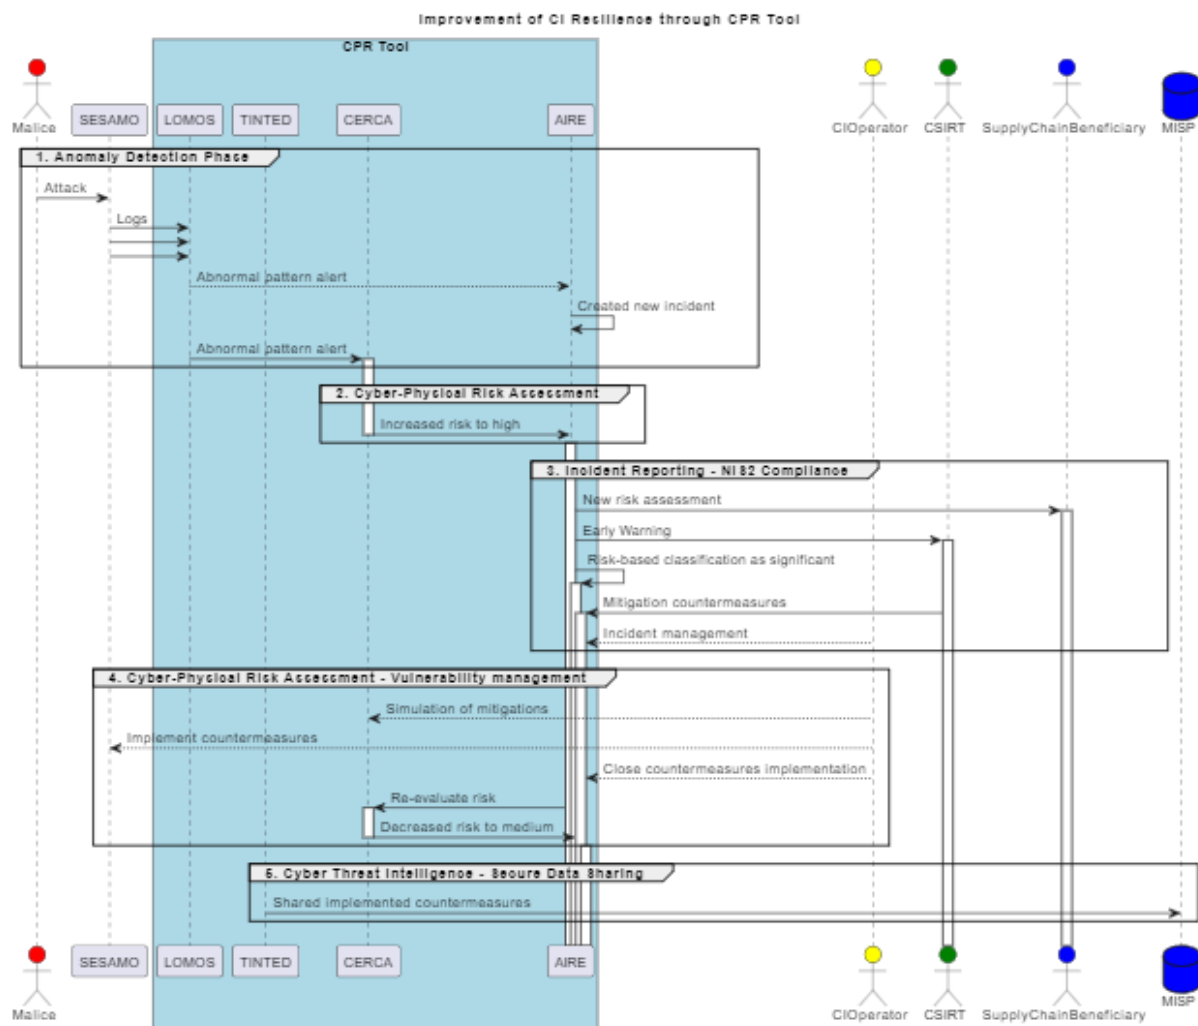 Improvement of CI Resilience through CPR Tool
CPR Tool
Malice
SESAMO
LOMOS
TINTED
CERCA
AIRE
CIOperator
CSIRT
SupplyChainBeneficiary
MISP
1. Anomaly Detection Phase
Attack
Logs
Abnormal pattern alert
Created new incident
Abnormal pattern alert
2. Cyber-Physical Risk Assessment
Increased risk to high
3. Incident Reporting - NIS2 Compliance
New risk assessment
Early Warning
Risk-based classification as significant
Mitigation countermeasures
Incident management
4. Cyber-Physical Risk Assessment - Vulnerability management
Simulation of mitigations
Implement countermeasures
Close countermeasures implementation
Re-evaluate risk
Decreased risk to medium
5. Cyber Threat Intelligence - Secure Data Sharing
Shared implemented countermeasures
Malice
SESAMO
LOMOS
TINTED
CERCA
AIRE
CIOperator
CSIRT
SupplyChainBeneficiary
MISP